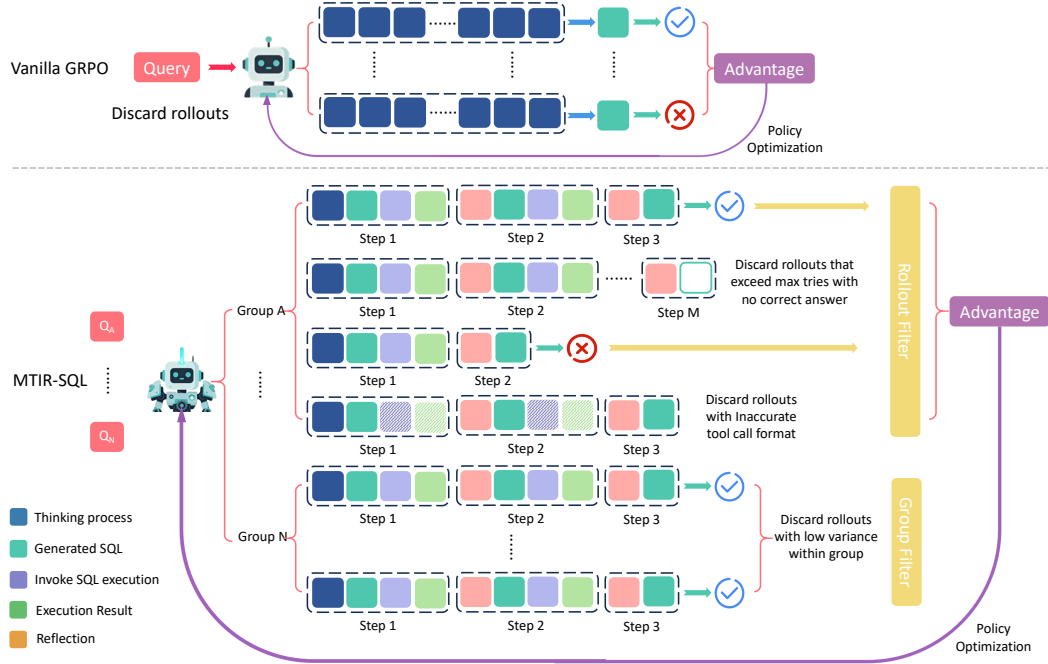 Vanilla GRPO
Query
Discard rollouts
Advantage
Policy
Optimization
MTIR-SQL
Q_A
Q_N
Group A
Step 1
Step 2
Step 3
Step 1
Step 2
Step M
Discard rollouts that
exceed max tries with
no correct answer
Step 1
Step 2
Step 1
Step 2
Step 3
Discard rollouts
with Inaccurate
tool call format
Rollout Filter
Advantage
Group N
Step 1
Step 2
Step 3
Step 1
Step 2
Step 3
Discard rollouts
with low variance
within group
Group Filter
Policy
Optimization
Thinking process
Generated SQL
Invoke SQL execution
Execution Result
Reflection